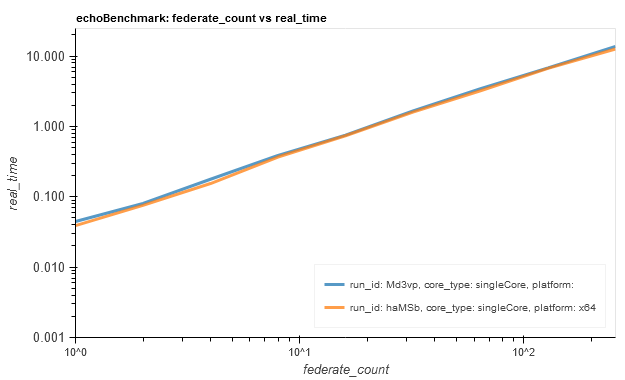 echoBenchmark: federate_count vs real_time
10.000
1.000
0.100
0.010
0.001
real_time
10^0
10^1
10^2
federate_count
run_id: Md3vp, core_type: singleCore, platform:
run_id: haMSb, core_type: singleCore, platform: x64